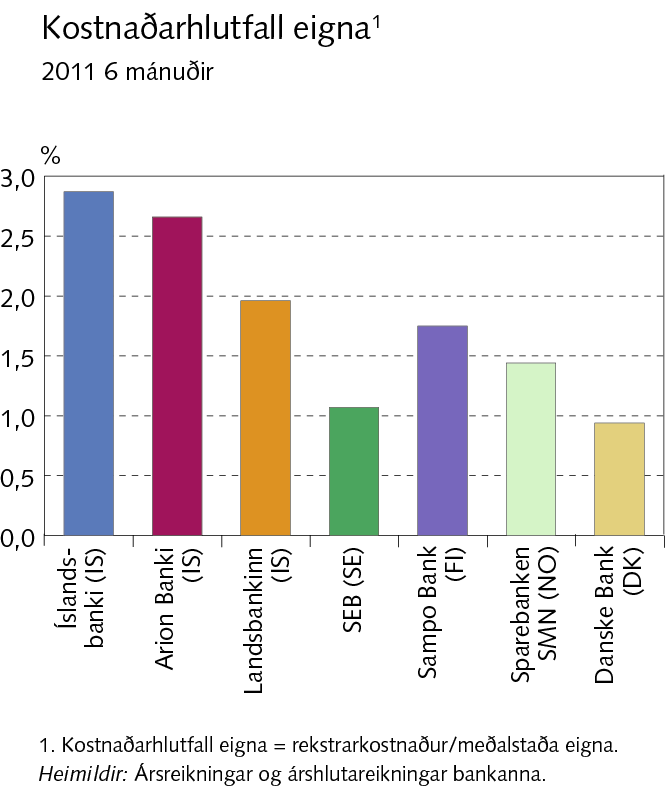 Kostnaðarhlutfall eigna¹
2011 6 mánuðir
%
3,0
2,5
2,0
1,5
1,0
0,5
0,0
Íslands-
banki (IS)
Arion Banki
(IS)
Landsbankinn
(IS)
SEB (SE)
Sampo Bank
(FI)
Sparebanken
SMN (NO)
Danske Bank
(DK)
1. Kostnaðarhlutfall eigna = rekstrarkostnaður/meðalstaða eigna.
Heimildir: Ársreikningar og árshlutareikningar bankanna.